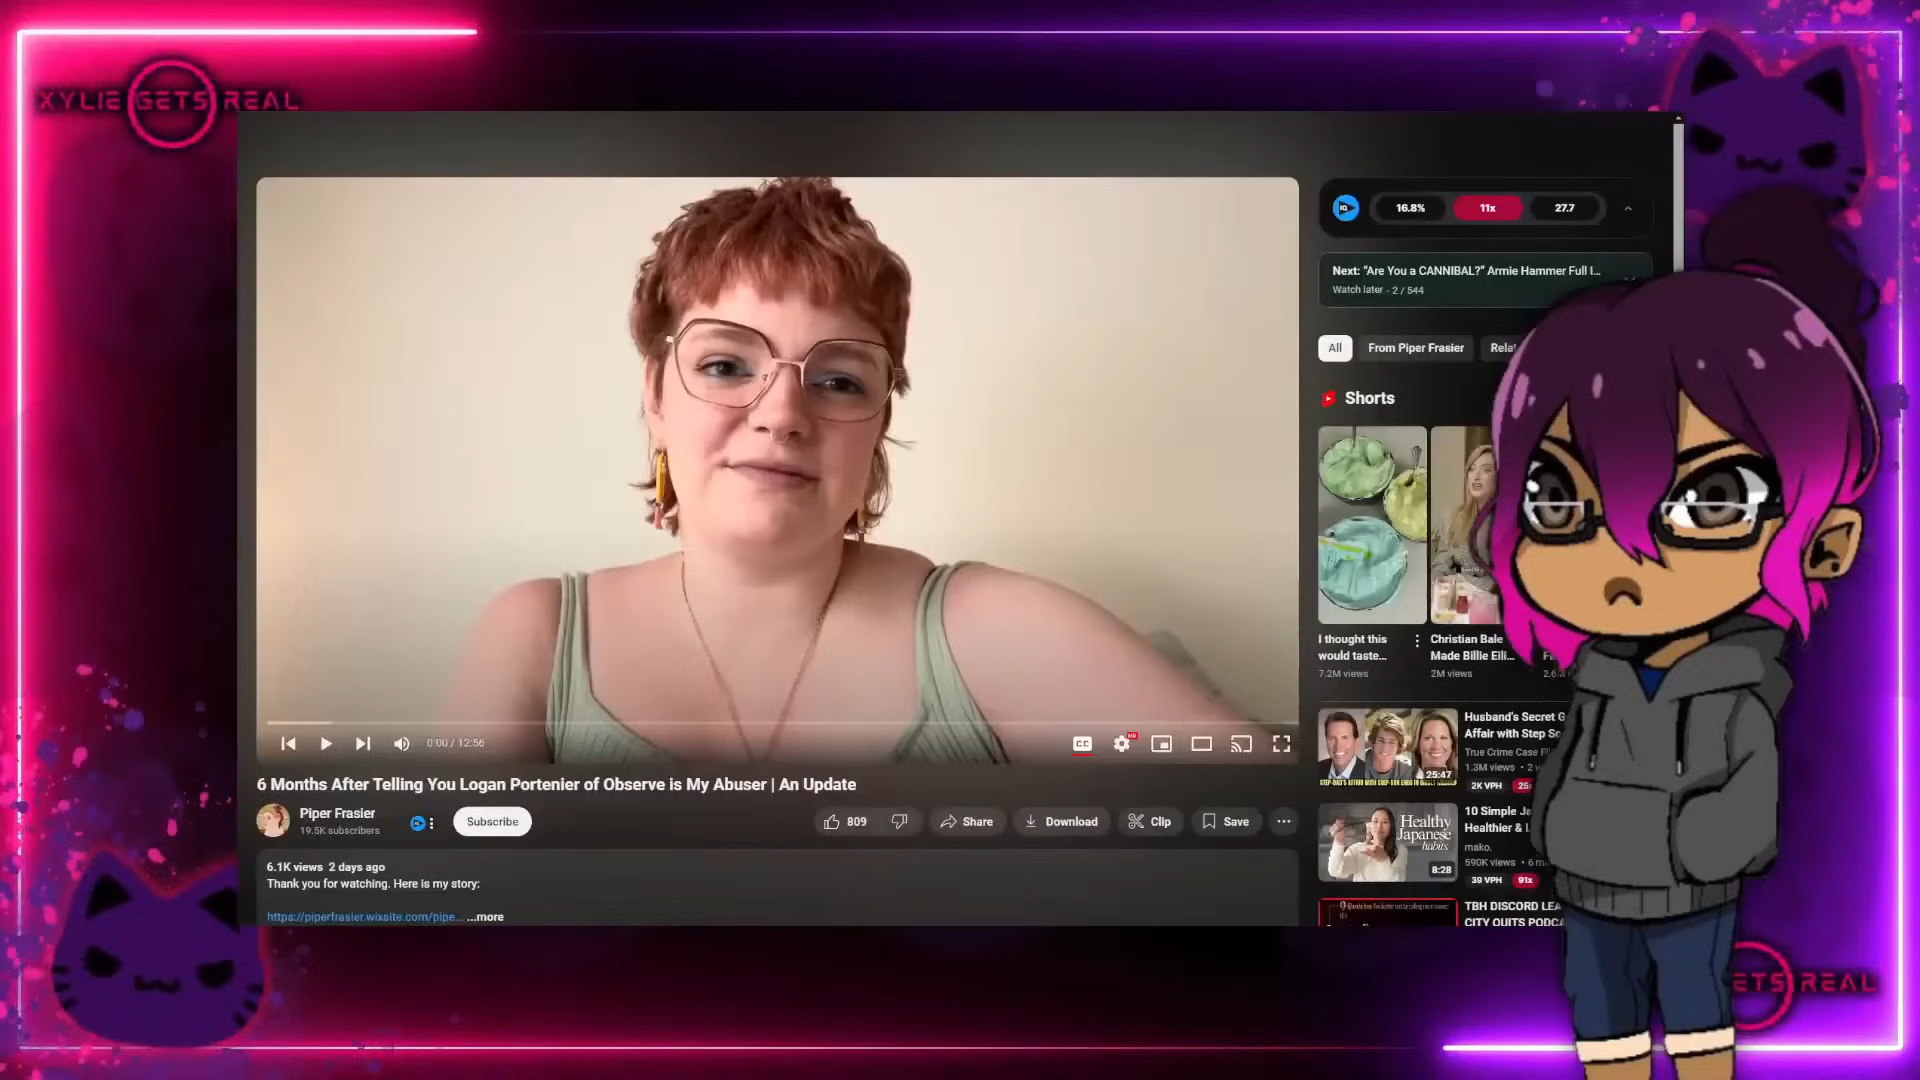 XYLIE GETS REAL
16.8%
11x
27.7
Next: “Are You a CANNIBAL?” Armie Hammer Full I...
Watch later - 2 / 544
All
From Piper Frasier
Shorts
I thought this
would taste...
7.2M views
Christian Bale
Made Billie Eili...
2M views
0:00 / 12:56
CC
HD
6 Months After Telling You Logan Portenier of Observe is My Abuser | An Update
Piper Frasier
19.5K subscribers
Subscribe
809
Share
Download
Clip
Save
6.1K views 2 days ago
Thank you for watching. Here is my story:
https://piperfrasier.wixsite.com/pipe... ...more
25:47
Husband's Secret
Affair with Step
True Crime Case
1.3M views
2K VPH
Healthy
Japanese
habits.
8:28
10 Simple
Healthier &
mako.
590K views
39 VPH
91x
TBH DISCORD
CITY QUITS
ETS REAL